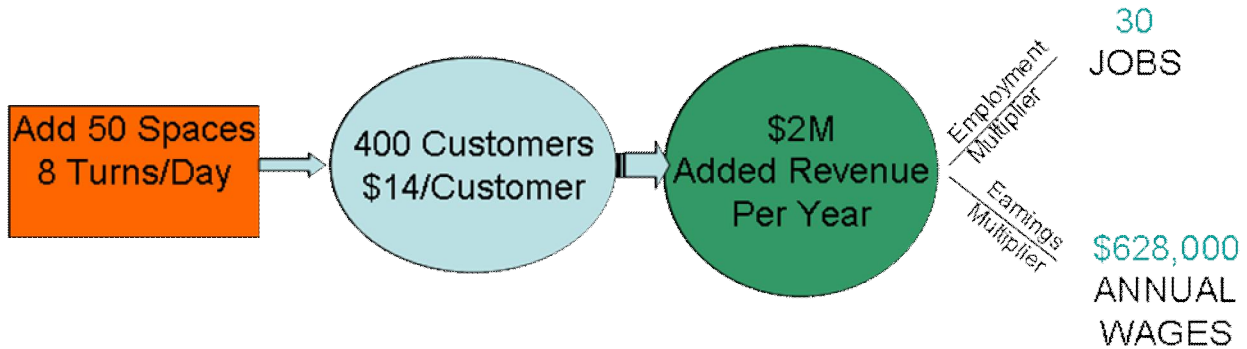 Add 50 Spaces
8 Turns/Day
400 Customers
$14/Customer
$2M
Added Revenue
Per Year
Employment
Multiplier
30
JOBS
Earnings
Multiplier
$628,000
ANNUAL
WAGES